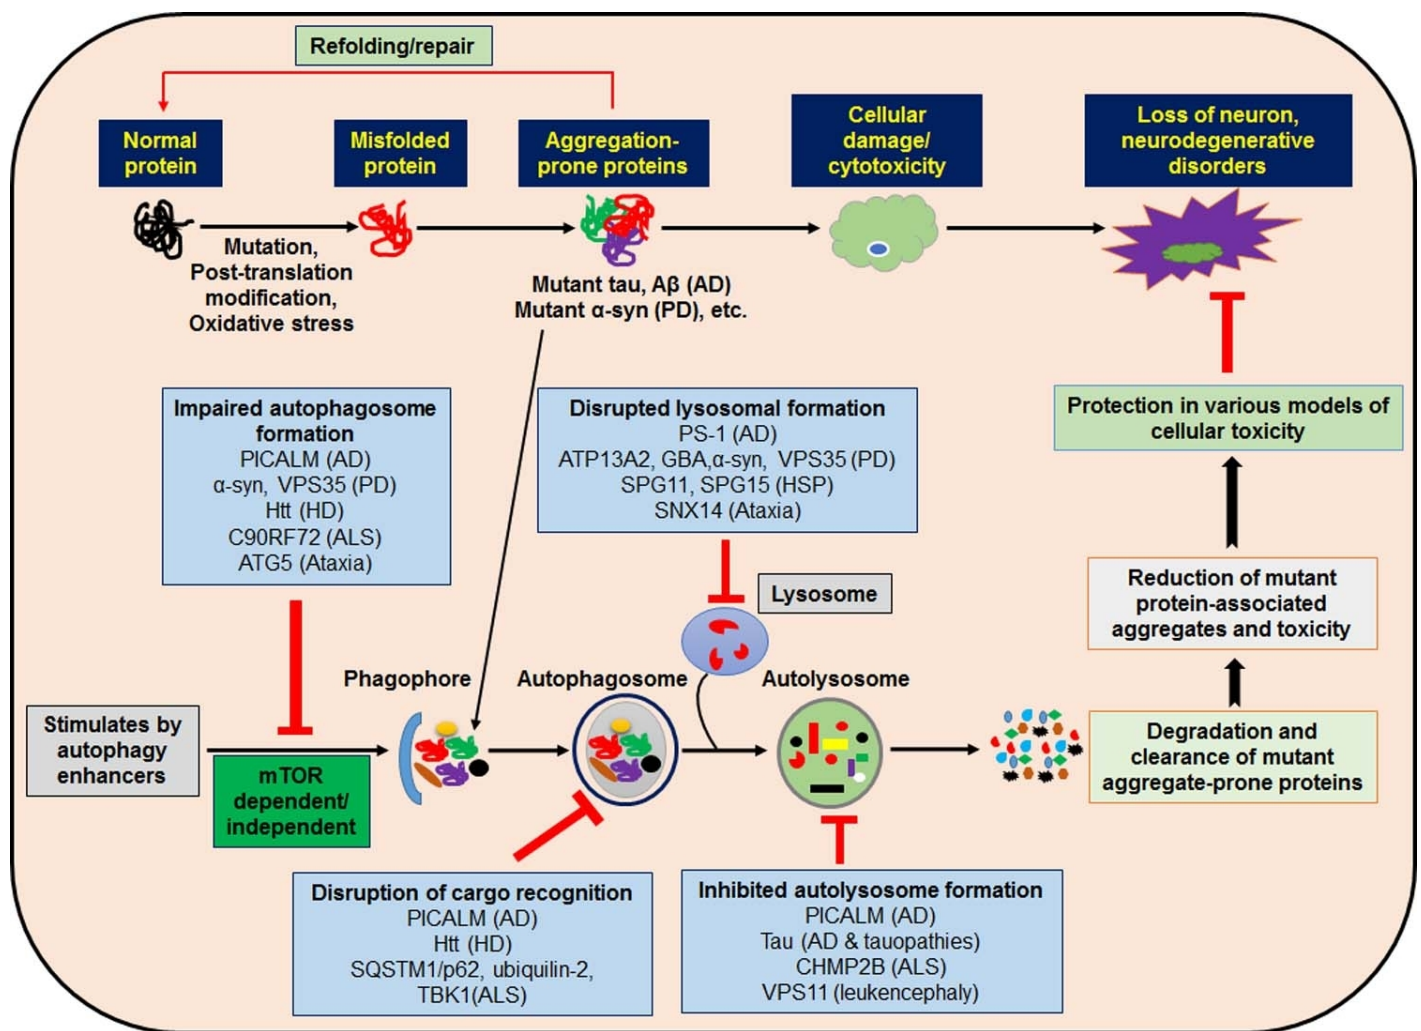 Refolding/repair
Normal
protein
Misfolded
protein
Aggregation-
prone proteins
Cellular
damage/
cytotoxicity
Loss of neuron,
neurodegenerative
disorders
Mutation,
Post-translation
modification,
Oxidative stress
Mutant tau, Aβ (AD)
Mutant α-syn (PD), etc.
Impaired autophagosome
formation
PICALM (AD)
α-syn, VPS35 (PD)
Htt (HD)
C90RF72 (ALS)
ATG5 (Ataxia)
Disrupted lysosomal formation
PS-1 (AD)
ATP13A2, GBA,α-syn, VPS35 (PD)
SPG11, SPG15 (HSP)
SNX14 (Ataxia)
Protection in various models of
cellular toxicity
Lysosome
Reduction of mutant
protein-associated
aggregates and toxicity
Phagophore
Autophagosome
Autolysosome
Stimulates by
autophagy
enhancers
mTOR
dependent/
independent
Degradation and
clearance of mutant
aggregate-prone proteins
Disruption of cargo recognition
PICALM (AD)
Htt (HD)
SQSTM1/p62, ubiquilin-2,
TBK1(ALS)
Inhibited autolysosome formation
PICALM (AD)
Tau (AD & tauopathies)
CHMP2B (ALS)
VPS11 (leukencephaly)